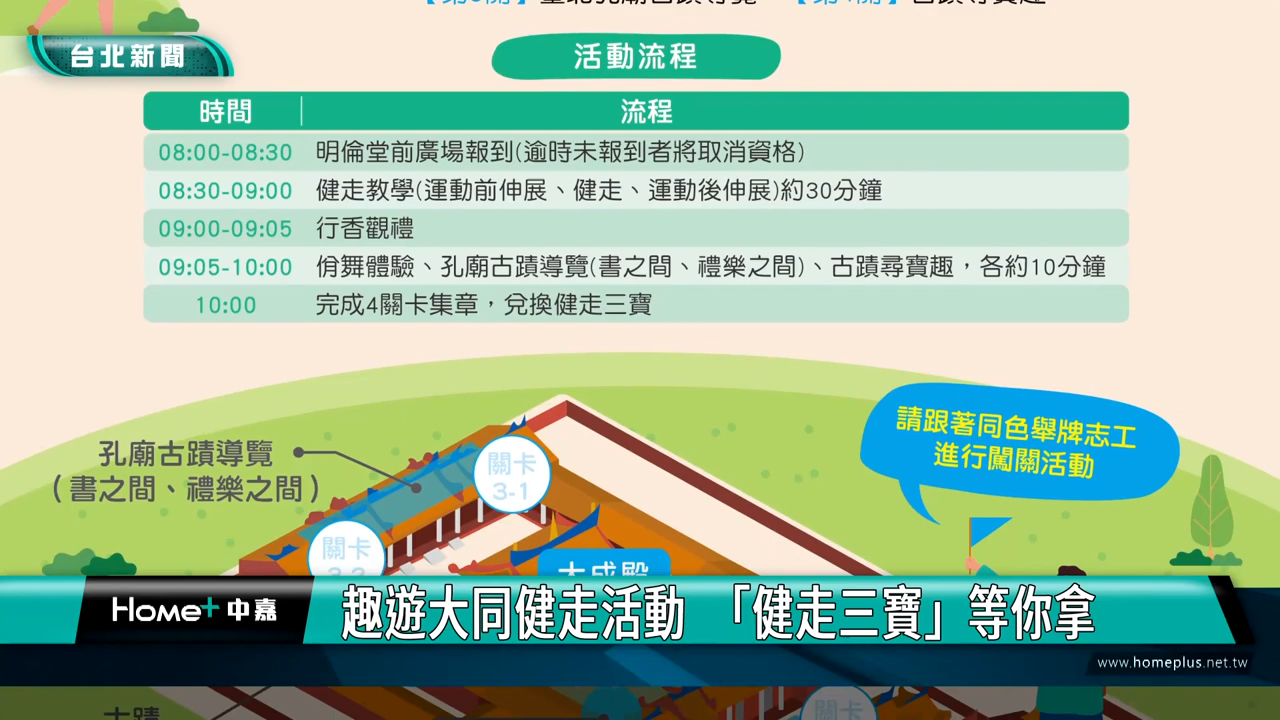 台北新聞
活動流程
時間 流程
08:00-08:30 明倫堂前廣場報到(逾時未報到者將取消資格)
08:30-09:00 健走教學(運動前伸展、健走、運動後伸展)約30分鐘
09:00-09:05 行香觀禮
09:05-10:00 佾舞體驗、孔廟古蹟導覽(書之間、禮樂之間)、古蹟尋寶趣，各約10分鐘
10:00 完成4關卡集章，兌換健走三寶
請跟著同色舉牌志工
進行闖關活動
孔廟古蹟導覽
(書之間、禮樂之間)
關卡
3-1
關卡
大成殿
Home+中嘉
趣遊大同健走活動 「健走三寶」等你拿
www.homeplus.net.tw
關卡